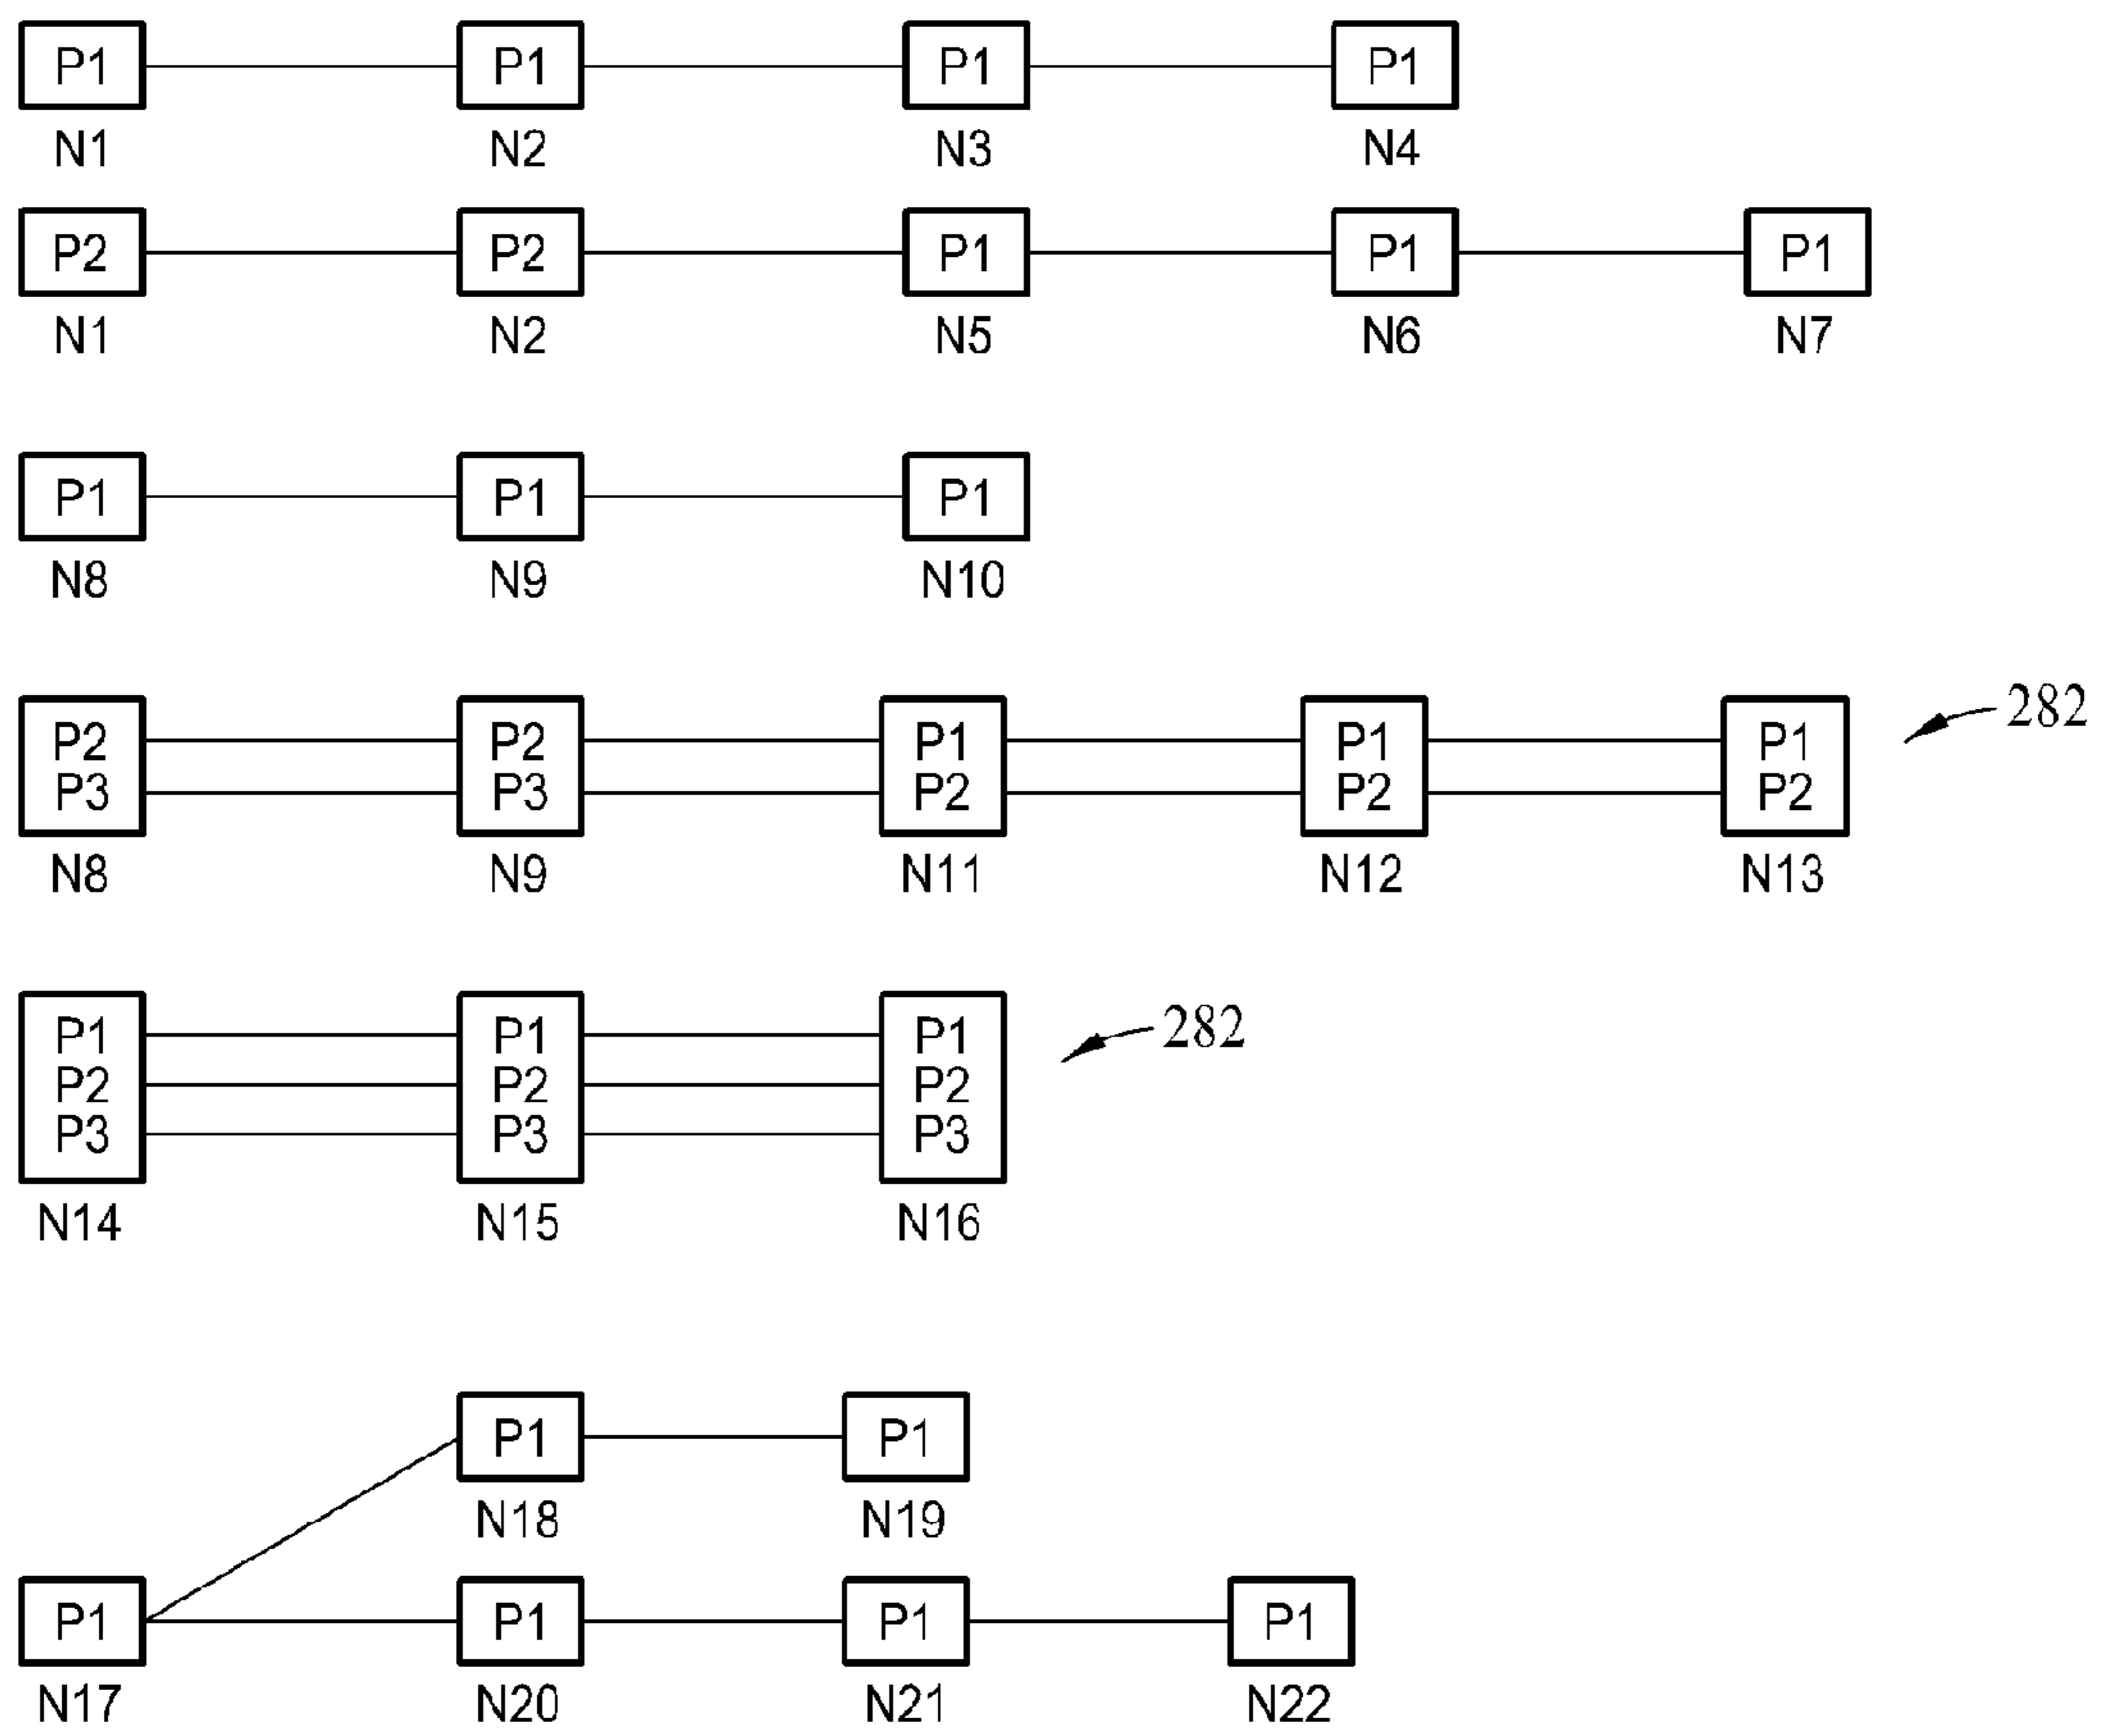 P1 P1 P1 P1
N1 N2 N3 N4
P2 P2 P1 P1 P1
N1 N2 N5 N6 N7
P1 P1 P1
N8 N9 N10
282
P2 P2 P1 P1 P1
P3 P3 P2 P2 P2
N8 N9 N11 N12 N13
282
P1 P1 P1
P2 P2 P2
P3 P3 P3
N14 N15 N16
P1 P1
N18 N19
P1 P1 P1 P1
N17 N20 N21 N22